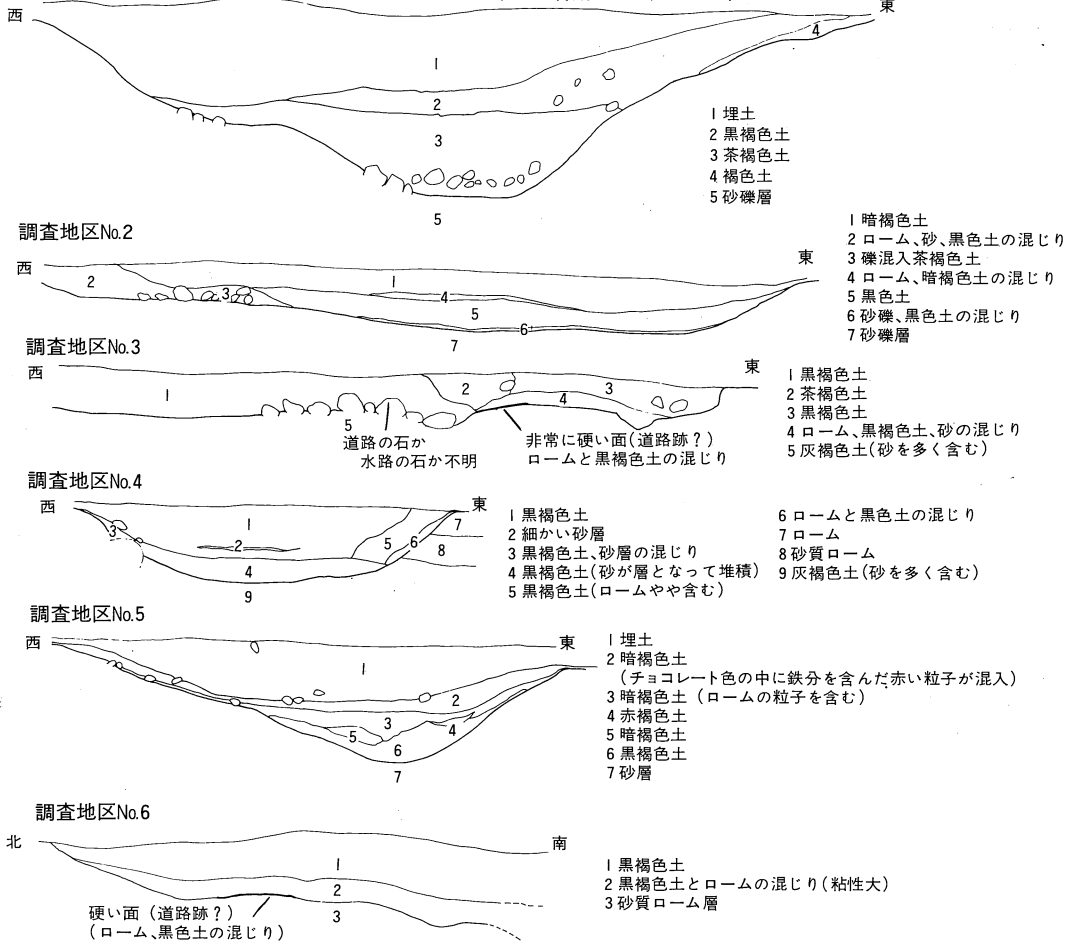 西
東
1
2
3
4
5
1 埋土
2 黒褐色土
3 茶褐色土
4 褐色土
5 砂礫層
調査地区No.2
西
東
2
3
1
4
5
6
7
1 暗褐色土
2 ローム、砂、黒色土の混じり
3 礫混入茶褐色土
4 ローム、暗褐色土の混じり
5 黒色土
6 砂礫、黒色土の混じり
7 砂礫層
調査地区No.3
西
東
1
2
3
4
5
道路の石か
水路の石か不明
非常に硬い面(道路跡?)
ロームと黒褐色土の混じり
1 黒褐色土
2 茶褐色土
3 黒褐色土
4 ローム、黒褐色土、砂の混じり
5 灰褐色土(砂を多く含む)
調査地区No.4
西
東
3
1
2
4
5
6
7
8
9
1 黒褐色土
2 細かい砂層
3 黒褐色土、砂層の混じり
4 黒褐色土(砂が層となって堆積)
5 黒褐色土(ロームやや含む)
6 ロームと黒色土の混じり
7 ローム
8 砂質ローム
9 灰褐色土(砂を多く含む)
調査地区No.5
西
東
1
2
3
4
5
6
7
1 埋土
2 暗褐色土
(チョコレート色の中に鉄分を含んだ赤い粒子が混入)
3 暗褐色土 (ロームの粒子を含む)
4 赤褐色土
5 暗褐色土
6 黒褐色土
7 砂層
調査地区No.6
北
南
1
2
3
硬い面 (道路跡?)
(ローム、黒色土の混じり)
1 黒褐色土
2 黒褐色土とロームの混じり(粘性大)
3 砂質ローム層